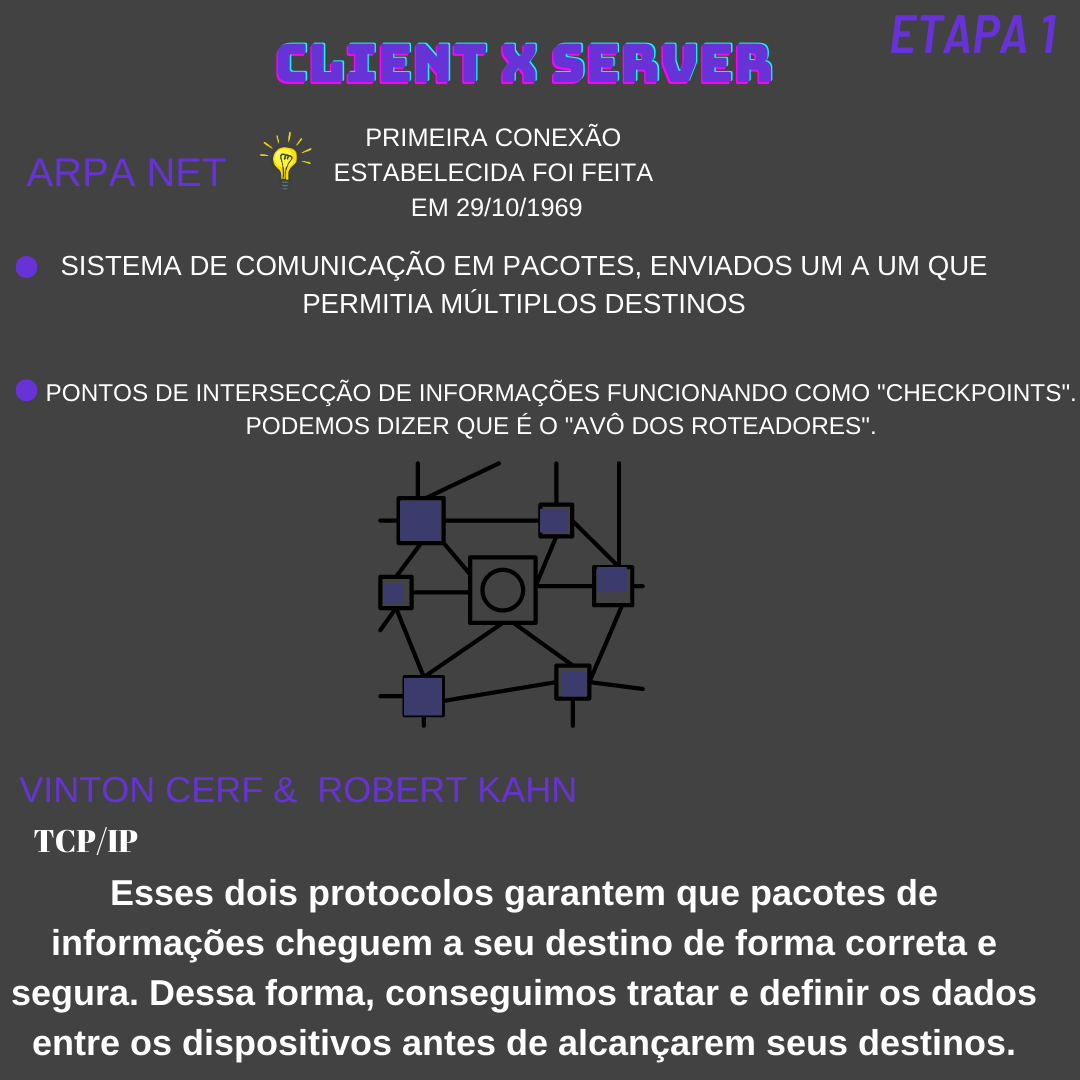 ETAPA 1
CLIENT X SERVER
ARPA NET
PRIMEIRA CONEXÃO
ESTABELECIDA FOI FEITA
EM 29/10/1969
SISTEMA DE COMUNICAÇÃO EM PACOTES, ENVIADOS UM A UM QUE
PERMITIA MÚLTIPLOS DESTINOS
PONTOS DE INTERSECÇÃO DE INFORMAÇÕES FUNCIONANDO COMO "CHECKPOINTS".
PODEMOS DIZER QUE É O "AVÔ DOS ROTEADORES".
VINTON CERF & ROBERT KAHN
TCP/IP
Esses dois protocolos garantem que pacotes de
informações cheguem a seu destino de forma correta e
segura. Dessa forma, conseguimos tratar e definir os dados
entre os dispositivos antes de alcançarem seus destinos.